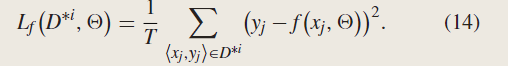 L_f(D^{*i}, Θ) = \frac{1}{T} \sum_{⟨x_j,y_j⟩∈D^{*i}} (y_j − f(x_j, Θ))^2. (14)